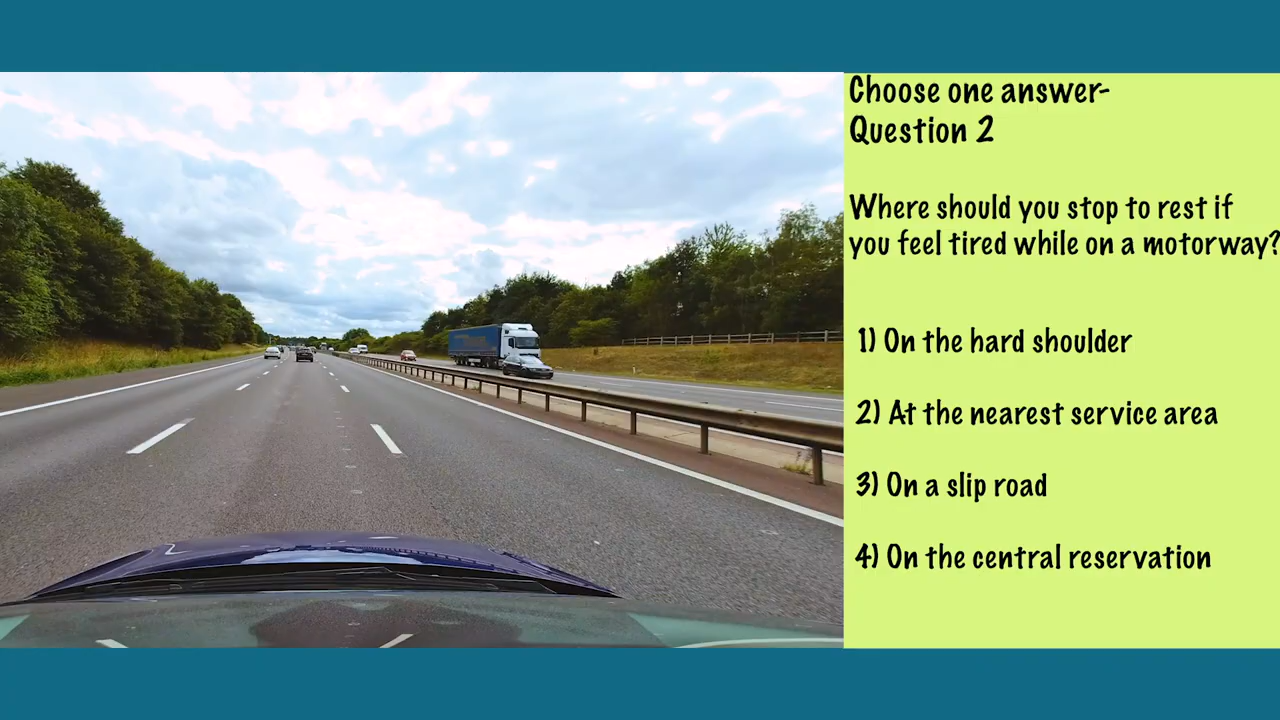 Choose one answer-
Question 2
Where should you stop to rest if
you feel tired while on a motorway?
1) On the hard shoulder
2) At the nearest service area
3) On a slip road
4) On the central reservation